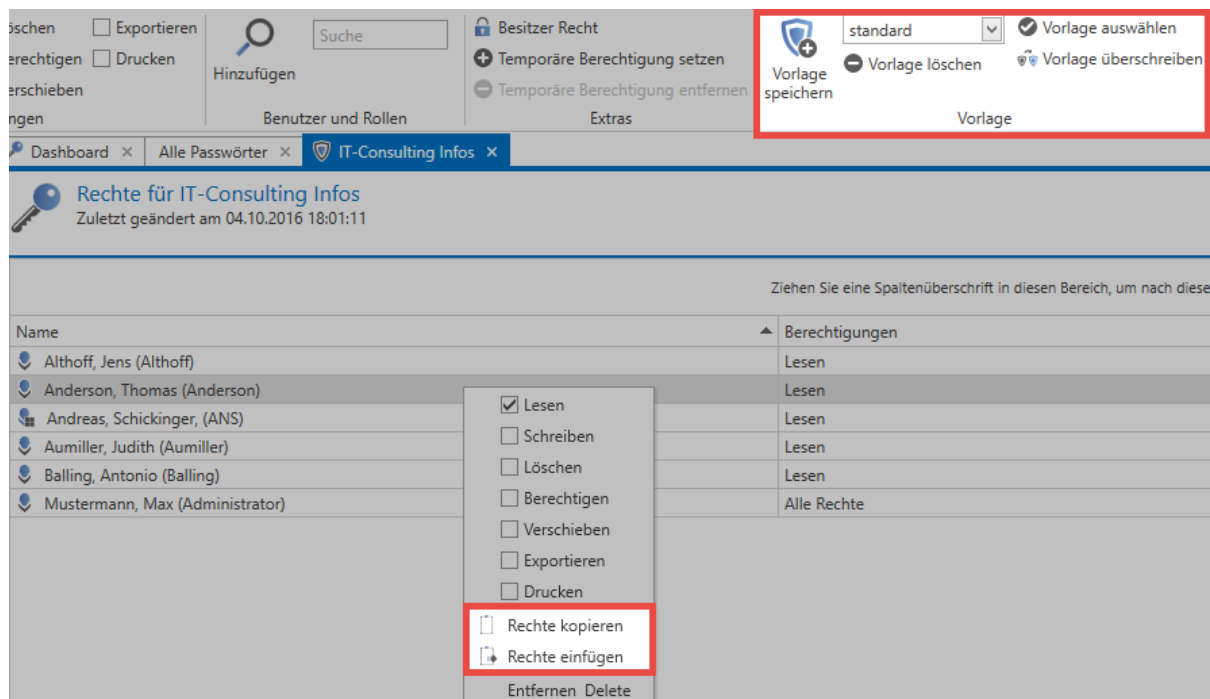 öschen Exportieren Suche Besitzer Recht standard Vorlage auswählen
erechtigen Drucken Hinzufügen Temporäre Berechtigung setzen Vorlage speichern Vorlage löschen Vorlage überschreiben
erschieben Temporäre Berechtigung entfernen
ngen Benutzer und Rollen Extras Vorlage
Dashboard × Alle Passwörter × IT-Consulting Infos ×
Rechte für IT-Consulting Infos
Zuletzt geändert am 04.10.2016 18:01:11
Ziehen Sie eine Spaltenüberschrift in diesen Bereich, um nach diese
Name Berechtigungen
Althoff, Jens (Althoff) Lesen
Anderson, Thomas (Anderson) Lesen
Andreas, Schickinger, (ANS) Lesen
Aumiller, Judith (Aumiller) Lesen
Balling, Antonio (Balling) Lesen
Mustermann, Max (Administrator) Alle Rechte
Lesen
Schreiben
Löschen
Berechtigen
Verschieben
Exportieren
Drucken
Rechte kopieren
Rechte einfügen
Entfernen Delete